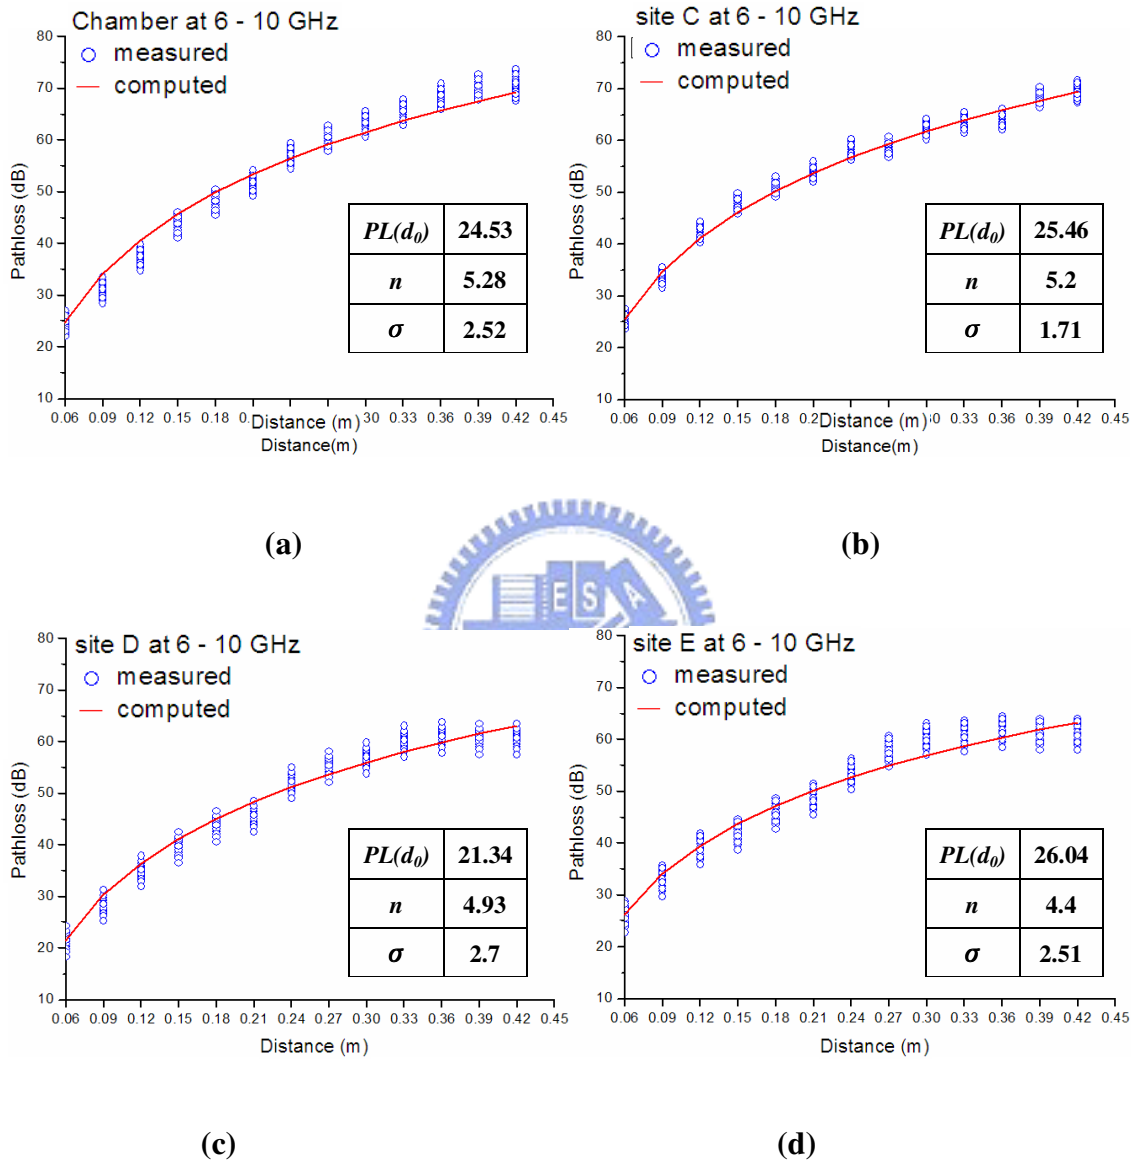 Chamber at 6 - 10 GHz
measured
computed
80
70
60
50
40
30
20
10
Pathloss (dB)
PL(d0) 24.53
n 5.28
σ 2.52
0.06 0.09 0.12 0.15 0.18 0. Distance (m) .30 0.33 0.36 0.39 0.42 0.45
Distance(m)
(a)
site C at 6 - 10 GHz
measured
computed
80
70
60
50
40
30
20
10
Pathloss (dB)
PL(d0) 25.46
n 5.2
σ 1.71
0.06 0.09 0.12 0.15 0.18 0.2 Distance (m) 0.33 0.36 0.39 0.42 0.45
Distance(m)
(b)
ESA
site D at 6 - 10 GHz
measured
computed
80
70
60
50
40
30
20
10
Pathloss (dB)
PL(d0) 21.34
n 4.93
σ 2.7
0.06 0.09 0.12 0.15 0.18 0.21 0.24 0.27 0.30 0.33 0.36 0.39 0.42 0.45
Distance (m)
(c)
site E at 6 - 10 GHz
measured
computed
80
70
60
50
40
30
20
10
Pathloss (dB)
PL(d0) 26.04
n 4.4
σ 2.51
0.06 0.09 0.12 0.15 0.18 0.21 0.24 0.27 0.30 0.33 0.36 0.39 0.42 0.45
Distance (m)
(d)